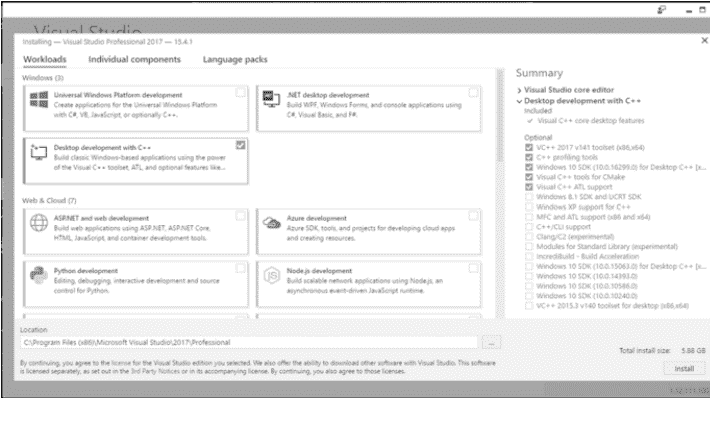 Visual Studio
Installing — Visual Studio Professional 2017 — 15.4.1
Workloads Individual components Language packs
Windows (3)
Universal Windows Platform development
Create applications for the Universal Windows Platform
with C#, VB, JavaScript, or optionally C++.
.NET desktop development
Build WPF, Windows Forms, and console applications using
C#, Visual Basic, and F#.
Desktop development with C++
Build classic Windows-based applications using the power
of the Visual C++ toolset, ATL, and optional features like...
Web & Cloud (7)
ASP.NET and web development
Build web applications using ASP.NET, ASP.NET Core,
HTML, JavaScript, and container development tools.
Azure development
Azure SDK, tools, and projects for developing cloud apps
and creating resources.
Python development
Editing, debugging, interactive development and source
control for Python.
Node.js development
Build scalable network applications using Node.js, an
asynchronous event-driven JavaScript runtime.
Summary
Visual Studio core editor
Desktop development with C++
Included
Visual C++ core desktop features
Optional
VC++ 2017 v141 toolset (x86,x64)
C++ profiling tools
Windows 10 SDK (10.0.16299.0) for Desktop C++ [x...
Visual C++ tools for CMake
Visual C++ ATL support
Windows 8.1 SDK and UCRT SDK
Windows XP support for C++
MFC and ATL support (x86 and x64)
C++/CLI support
Clang/C2 (experimental)
Modules for Standard Library (experimental)
IncrediBuild - Build Acceleration
Windows 10 SDK (10.0.15063.0) for Desktop C++ [x...
Windows 10 SDK (10.0.14393.0)
Windows 10 SDK (10.0.10586.0)
Windows 10 SDK (10.0.10240.0)
VC++ 2015.3 v140 toolset for desktop (x86,x64)
Location
C:\Program Files (x86)\Microsoft Visual Studio\2017\Professional
...
Total install size: 5.88 GB
By continuing, you agree to the license for the Visual Studio edition you selected. We also offer the ability to download other software with Visual Studio. This software
is licensed separately, as set out in the 3rd Party Notices or in its accompanying license. By continuing, you also agree to those licenses.
Install